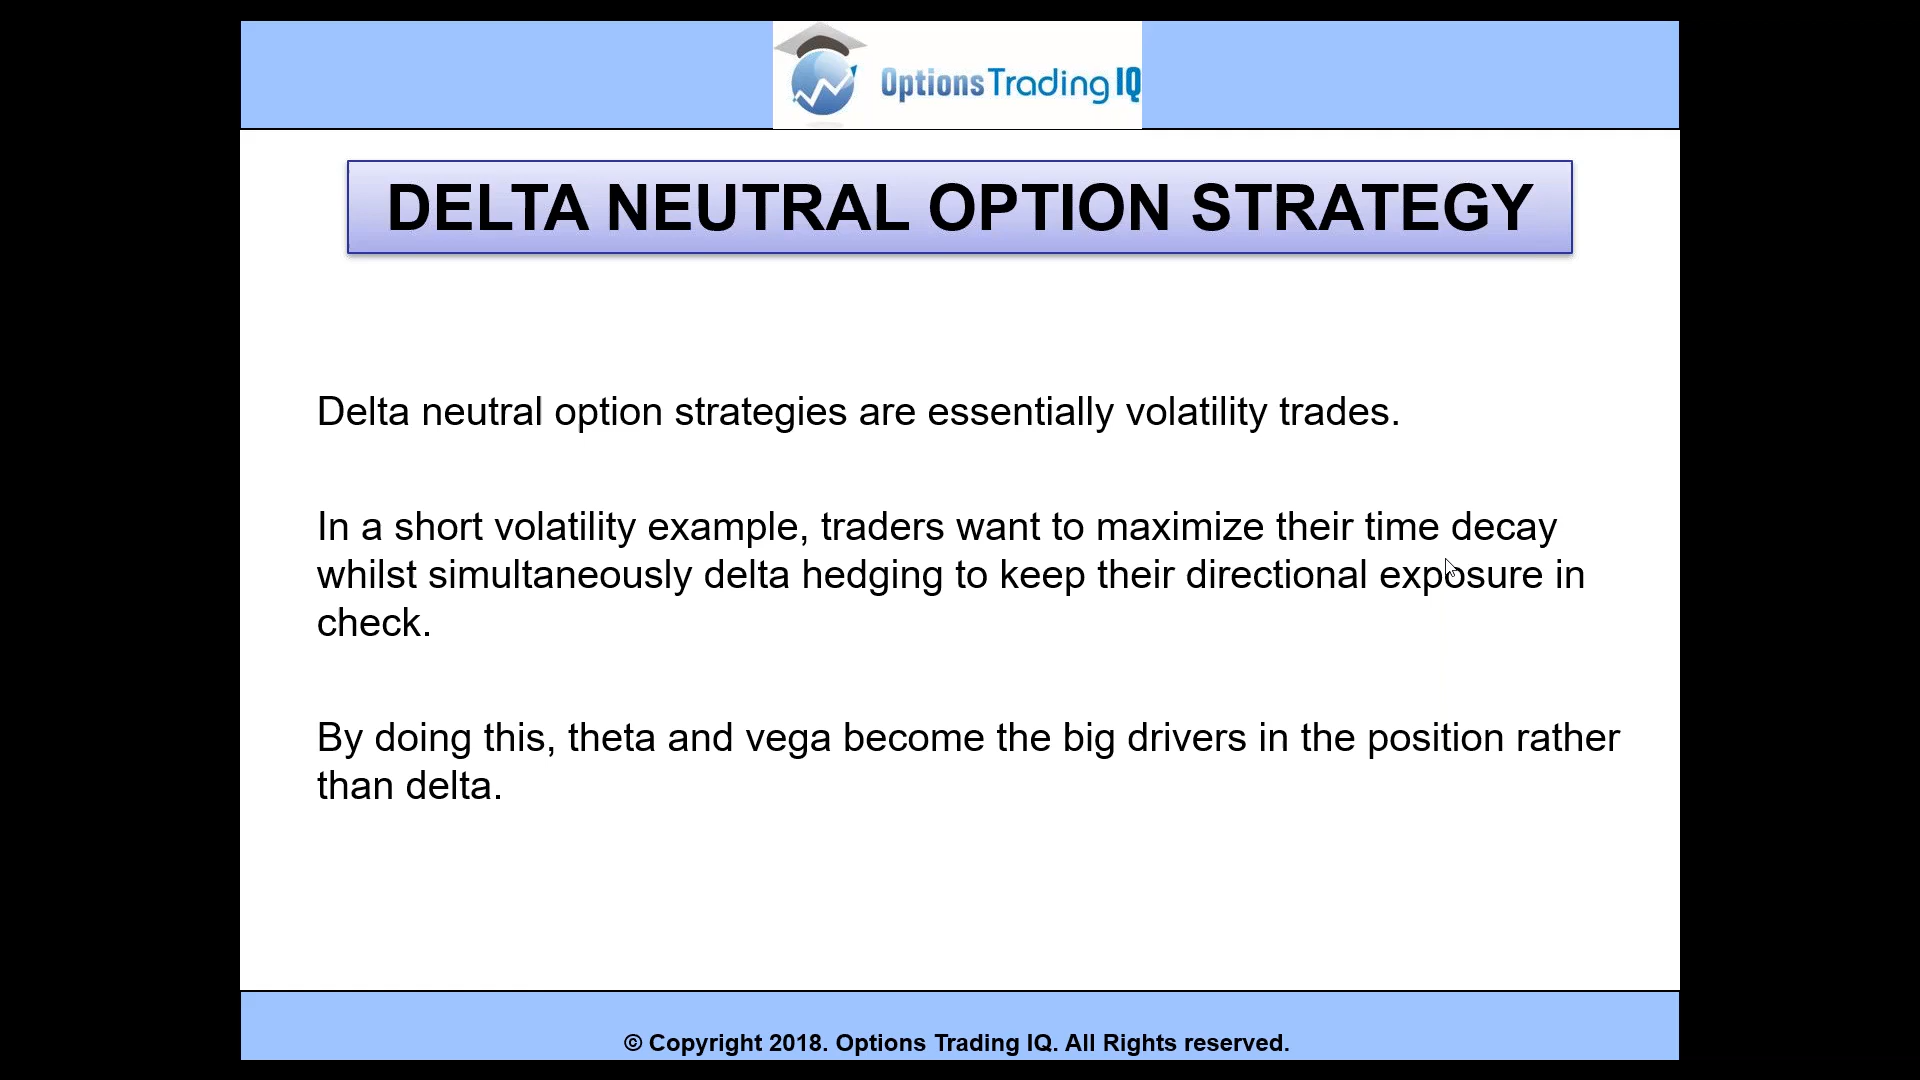 Options Trading IQ
DELTA NEUTRAL OPTION STRATEGY
Delta neutral option strategies are essentially volatility trades.
In a short volatility example, traders want to maximize their time decay
whilst simultaneously delta hedging to keep their directional exposure in
check.
By doing this, theta and vega become the big drivers in the position rather
than delta.
© Copyright 2018. Options Trading IQ. All Rights reserved.